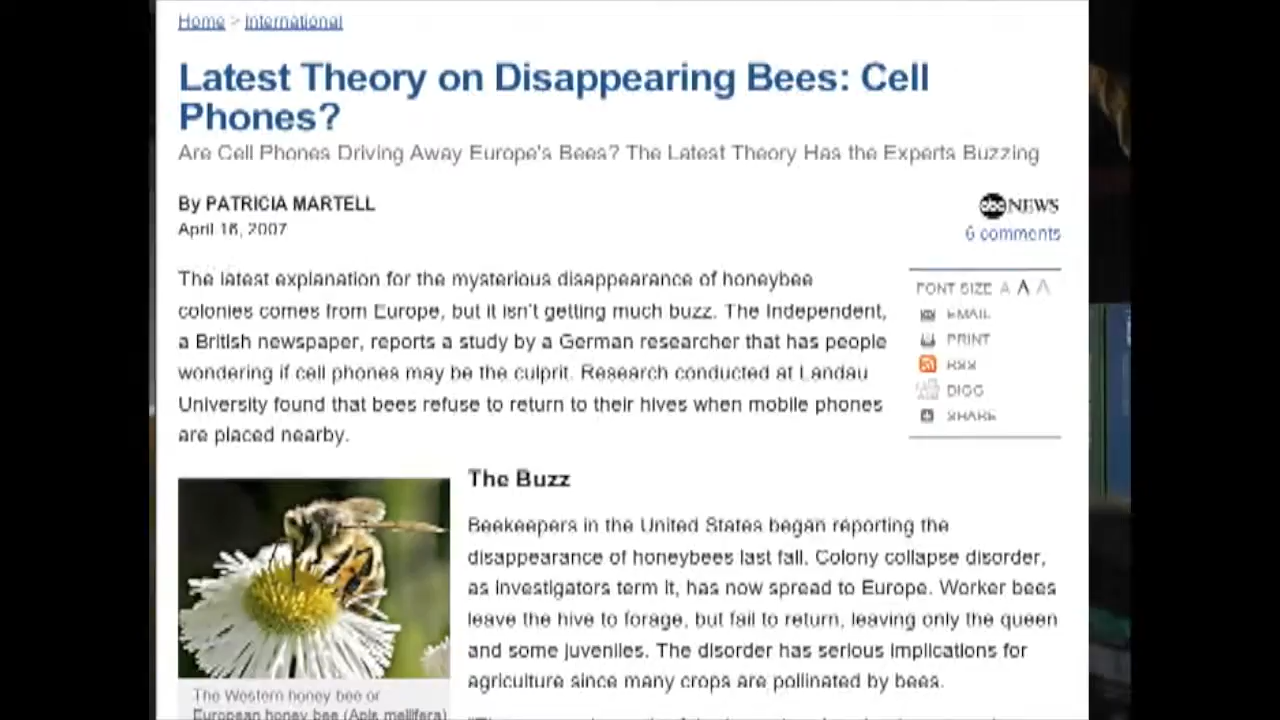 Home > International
Latest Theory on Disappearing Bees: Cell
Phones?
Are Cell Phones Driving Away Europe's Bees? The Latest Theory Has the Experts Buzzing
By PATRICIA MARTELL
April 16, 2007
abc NEWS
6 comments
The latest explanation for the mysterious disappearance of honeybee
colonies comes from Europe, but it isn't getting much buzz. The Independent,
a British newspaper, reports a study by a German researcher that has people
wondering if cell phones may be the culprit. Research conducted at Landau
University found that bees refuse to return to their hives when mobile phones
are placed nearby.
FONT SIZE A A A
EMAIL
PRINT
RSS
DIGG
SHARE
The Buzz
Beekeepers in the United States began reporting the
disappearance of honeybees last fall. Colony collapse disorder,
as investigators term it, has now spread to Europe. Worker bees
leave the hive to forage, but fail to return, leaving only the queen
and some juveniles. The disorder has serious implications for
agriculture since many crops are pollinated by bees.
The Western honey bee or
European honey bee (Apis mellifera)